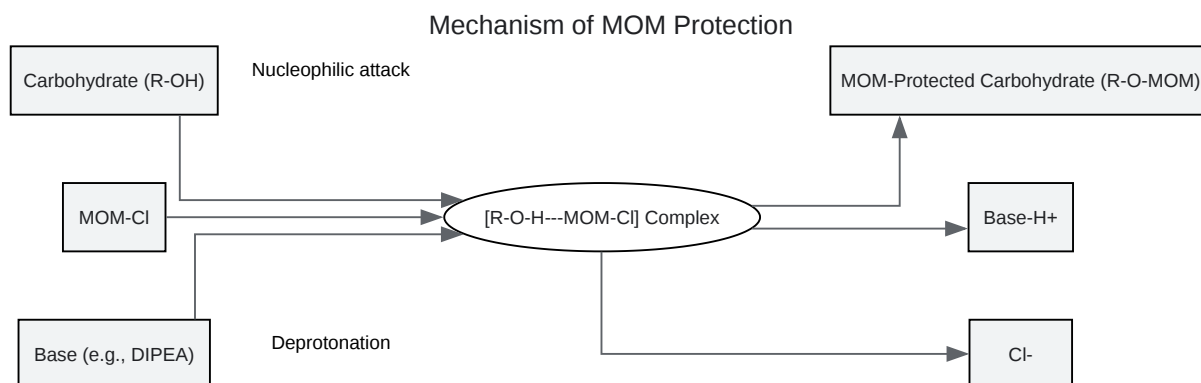 Mechanism of MOM Protection
Carbohydrate (R-OH)
Nucleophilic attack
MOM-Protected Carbohydrate (R-O-MOM)
MOM-Cl
[R-O-H---MOM-Cl] Complex
Base-H+
Base (e.g., DIPEA)
Deprotonation
Cl-